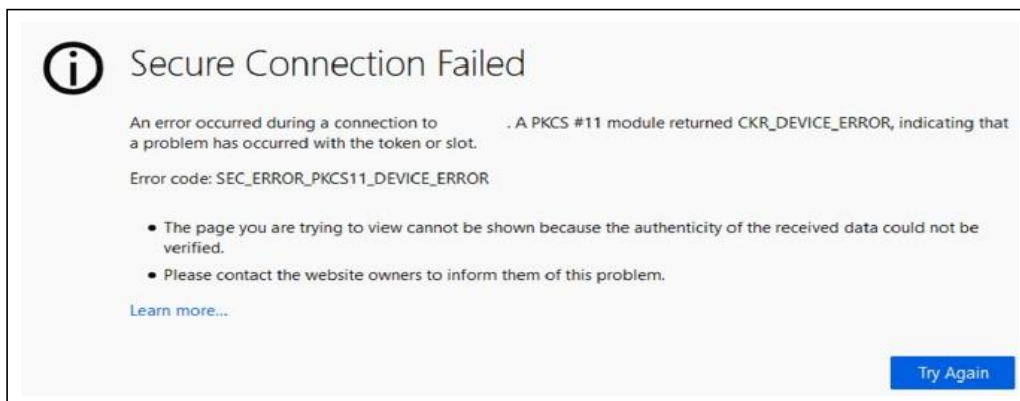 Secure Connection Failed
An error occurred during a connection to . A PKCS #11 module returned CKR_DEVICE_ERROR, indicating that
a problem has occurred with the token or slot.
Error code: SEC_ERROR_PKCS11_DEVICE_ERROR
• The page you are trying to view cannot be shown because the authenticity of the received data could not be
verified.
• Please contact the website owners to inform them of this problem.
Learn more...
Try Again